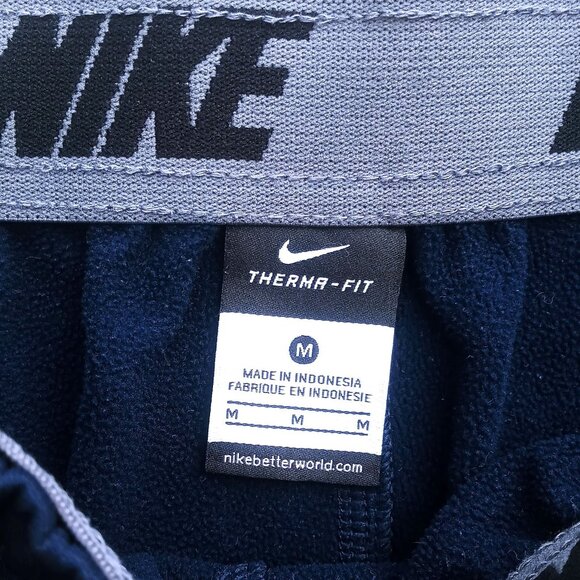 NIKE
THERMA-FIT
M
MADE IN INDONESIA
FABRIQUE EN INDONESIE
M M M
nikebetterworld.com